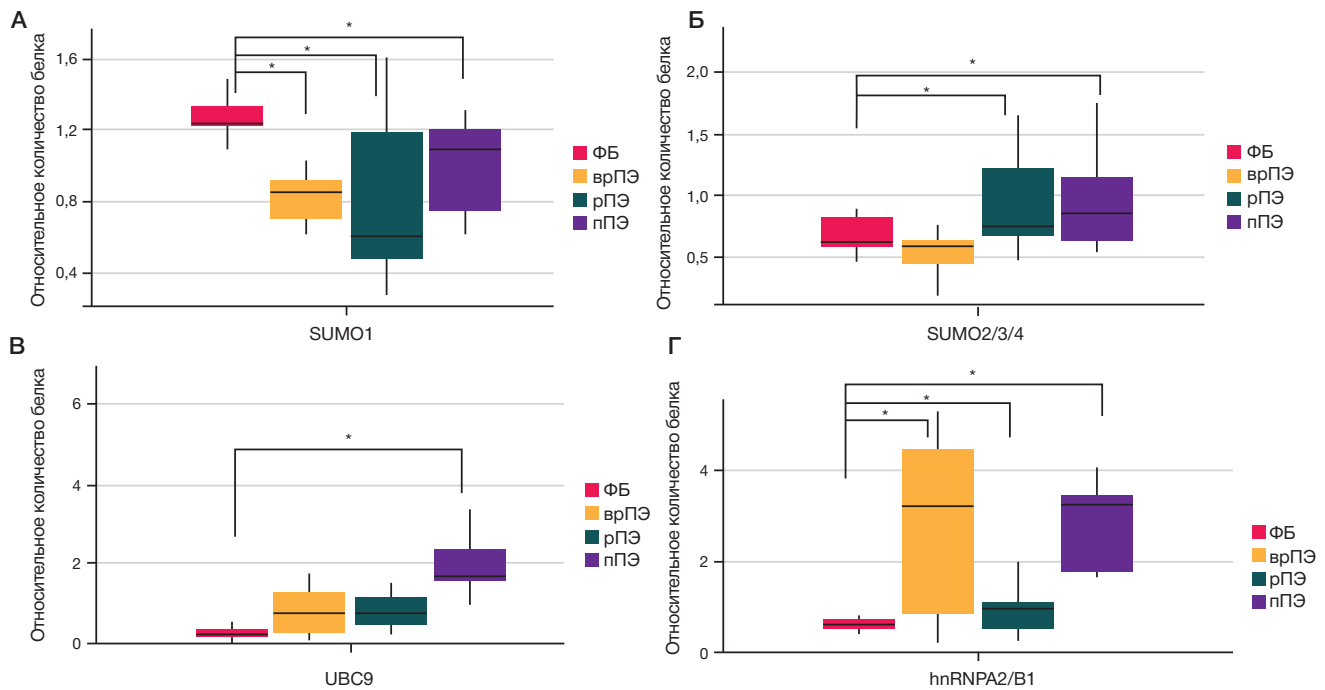 А
Относительное количество белка
1,6
1,2
0,8
0,4
*
*
*
SUMO1
ФБ
врПЭ
рПЭ
пПЭ
Б
Относительное количество белка
2,0
1,5
1,0
0,5
*
*
SUMO2/3/4
ФБ
врПЭ
рПЭ
пПЭ
В
Относительное количество белка
6
4
2
0
*
UBC9
ФБ
врПЭ
рПЭ
пПЭ
Г
Относительное количество белка
4
2
0
*
*
*
hnRNPA2/B1
ФБ
врПЭ
рПЭ
пПЭ